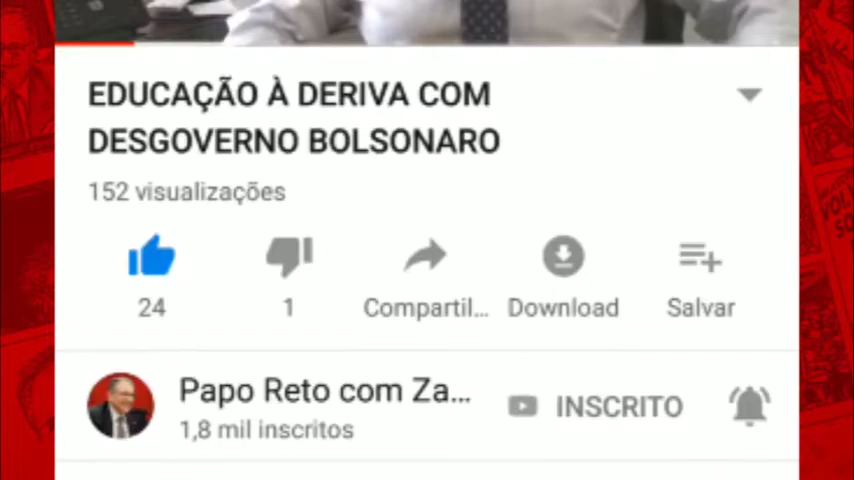 EDUCAÇÃO À DERIVA COM
DESGOVERNO BOLSONARO
152 visualizações
24
1
Compartil...
Download
Salvar
Papo Reto com Za...
INSCRITO
1,8 mil inscritos